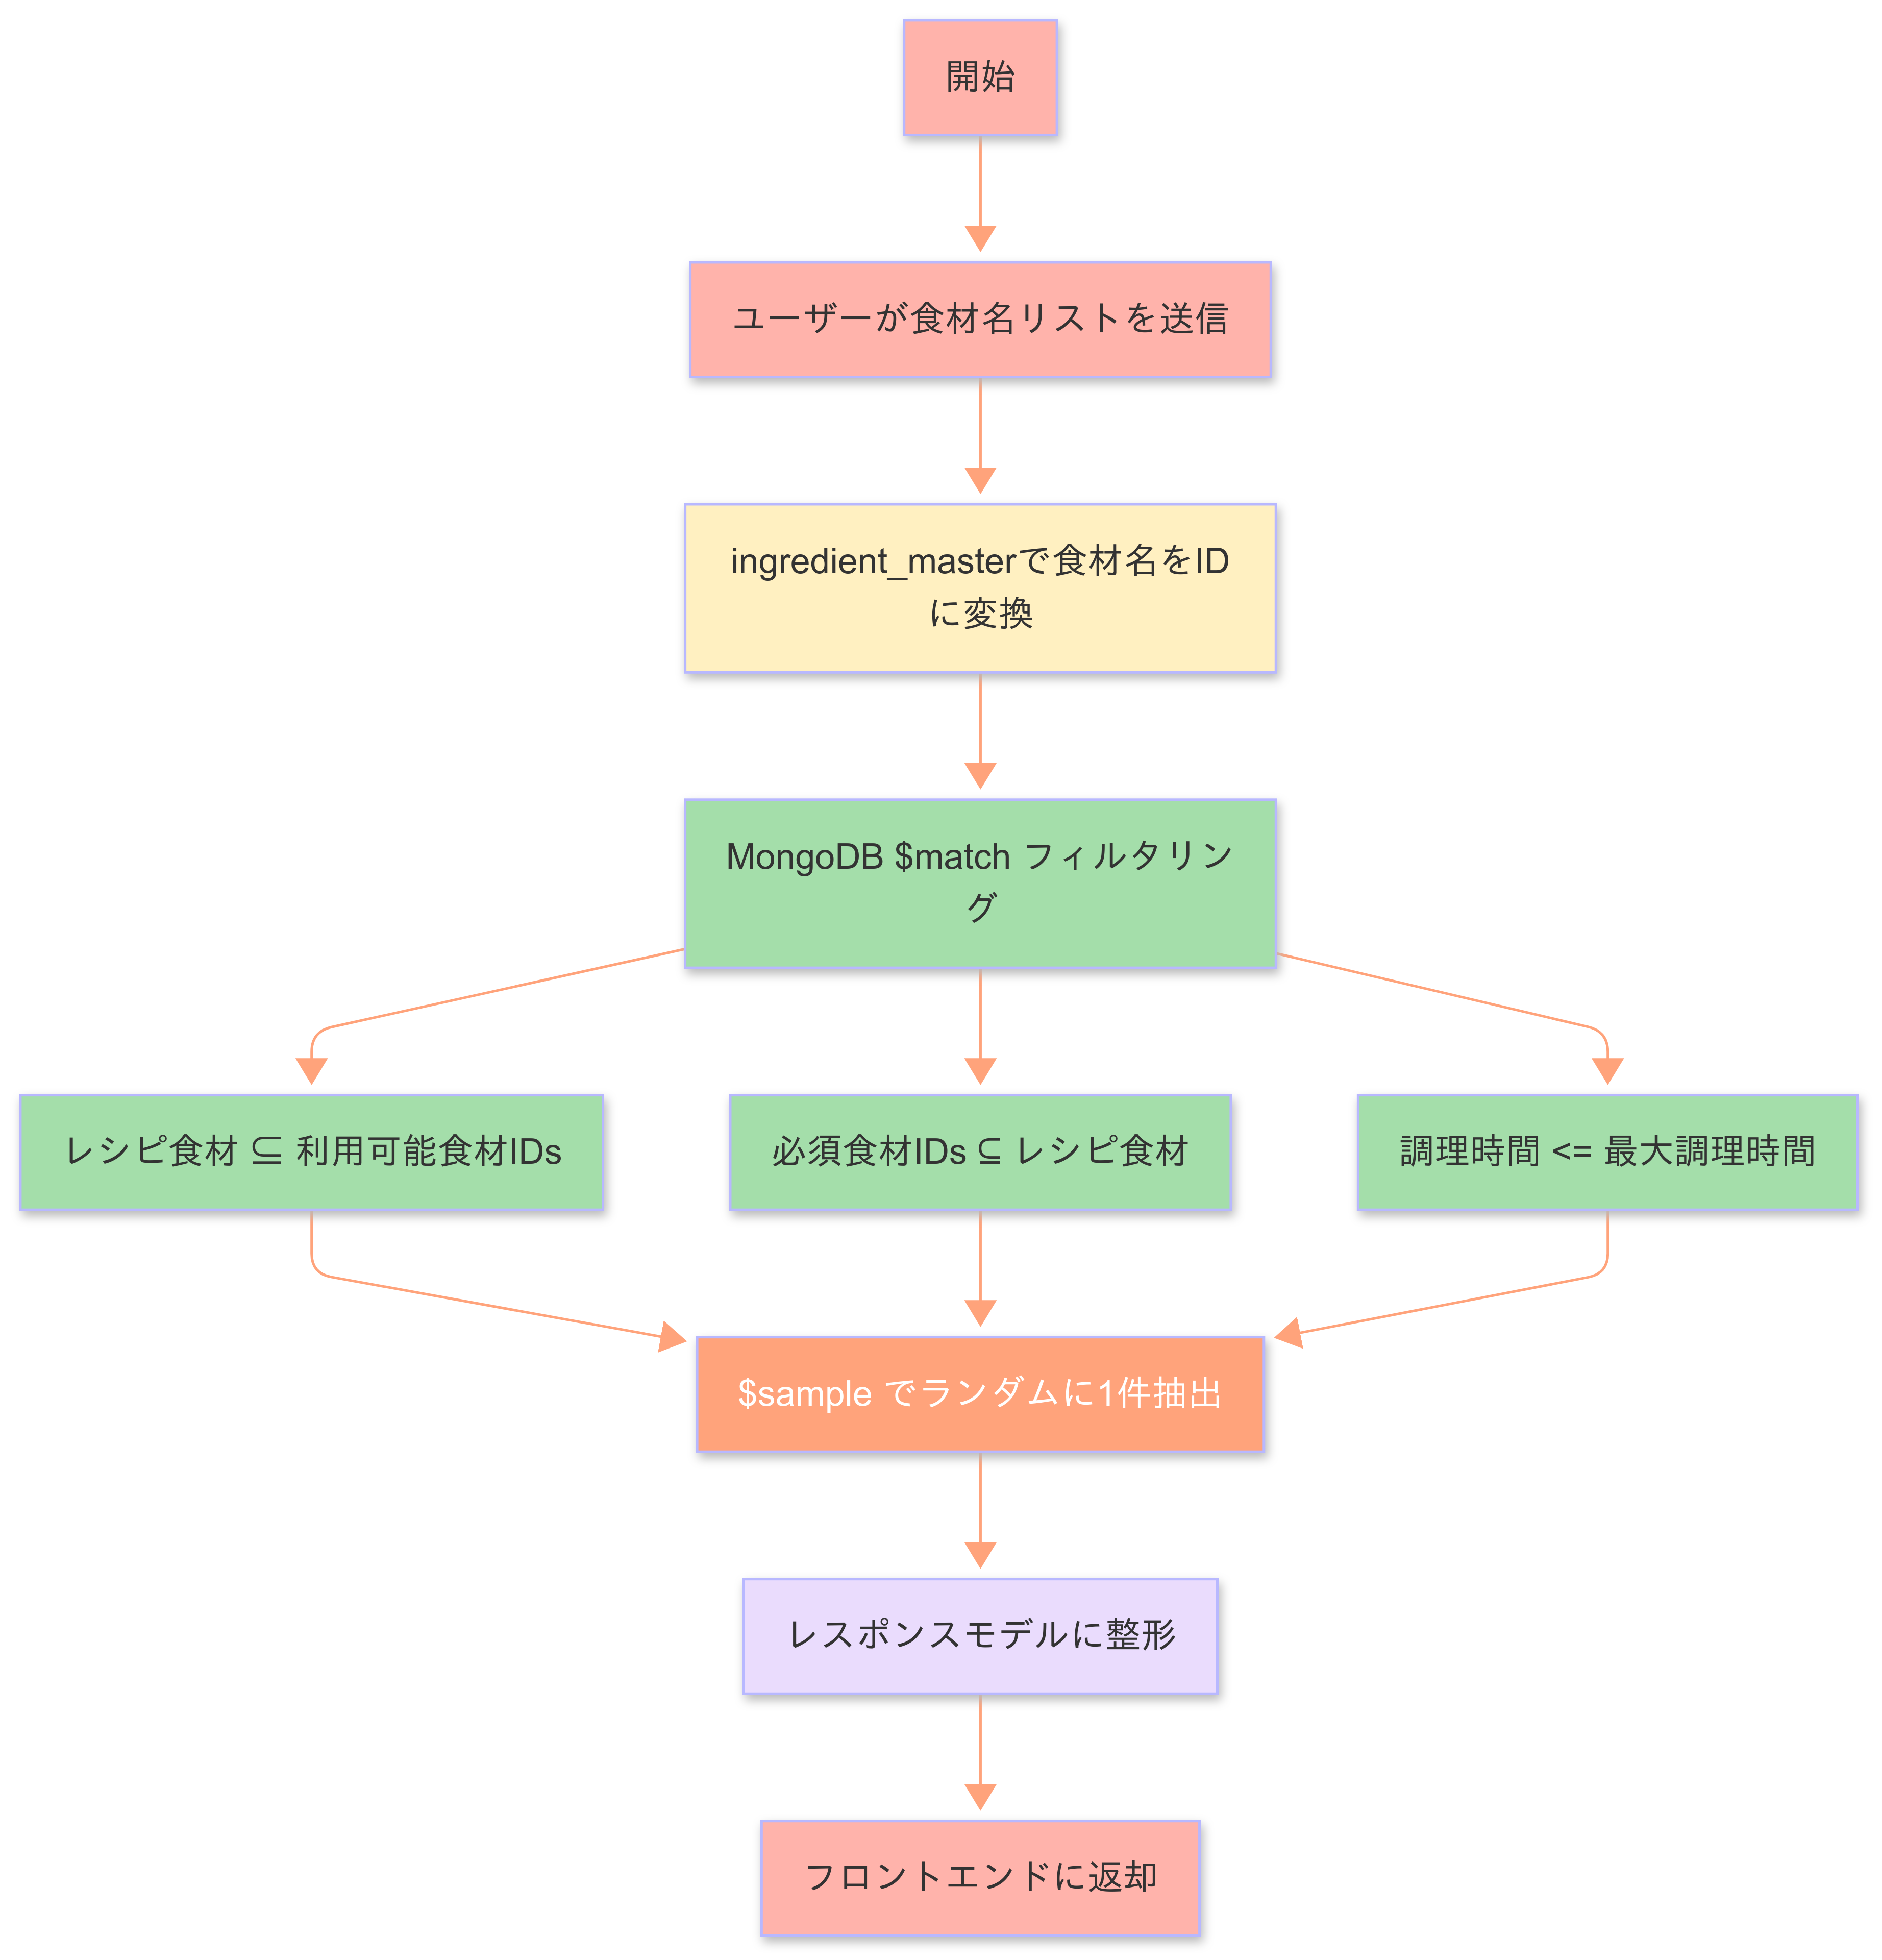 開始
ユーザーが食材名リストを送信
ingredient_masterで食材名をID
に変換
MongoDB $match フィルタリン
グ
レシピ食材 ⊆ 利用可能食材IDs
必須食材IDs ⊆ レシピ食材
調理時間 <= 最大調理時間
$sample でランダムに1件抽出
レスポンスモデルに整形
フロントエンドに返却